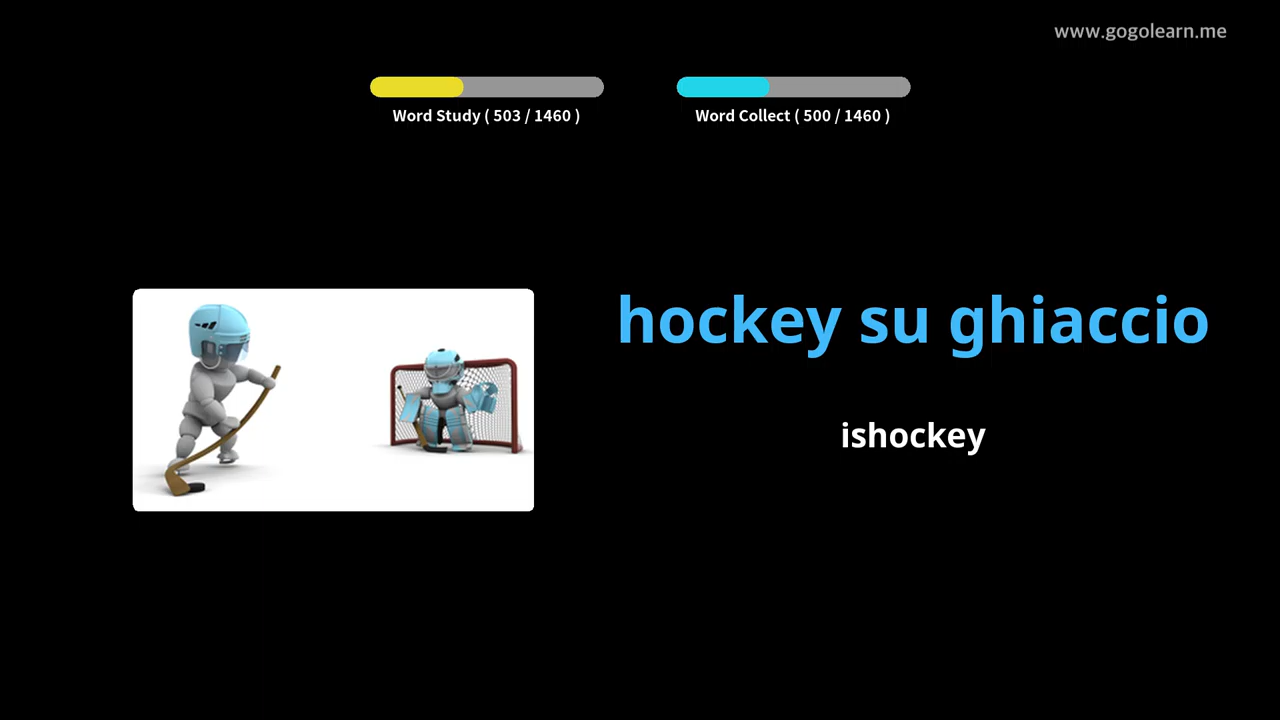 www.gogolearn.me
Word Study ( 503 / 1460 )
Word Collect ( 500 / 1460 )
hockey su ghiaccio
ishockey